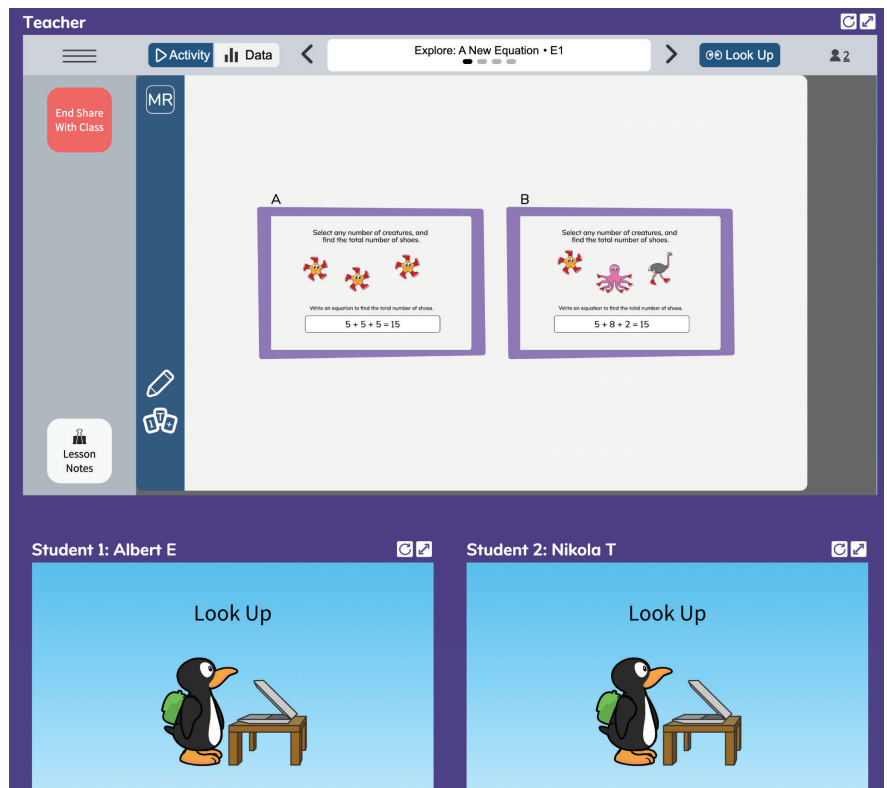 Teacher
Activity
Data
Explore: A New Equation • E1
Look Up
2
End Share
With Class
MR
A
B
Select any number of creatures, and
find the total number of shoes.
Write an equation to find the total number of shoes.
5 + 5 + 5 = 15
Select any number of creatures, and
find the total number of shoes.
Write an equation to find the total number of shoes.
5 + 8 + 2 = 15
1 T +
Lesson
Notes
Student 1: Albert E
Student 2: Nikola T
Look Up
Look Up